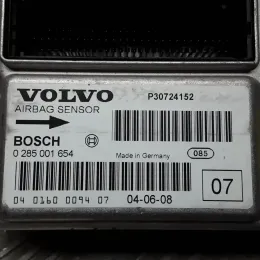 VOLVO
P30724152
AIRBAG SENSOR
BOSCH
Made in Germany
085
0 285 001 654
07
04 0160 0094 07
04-06-08